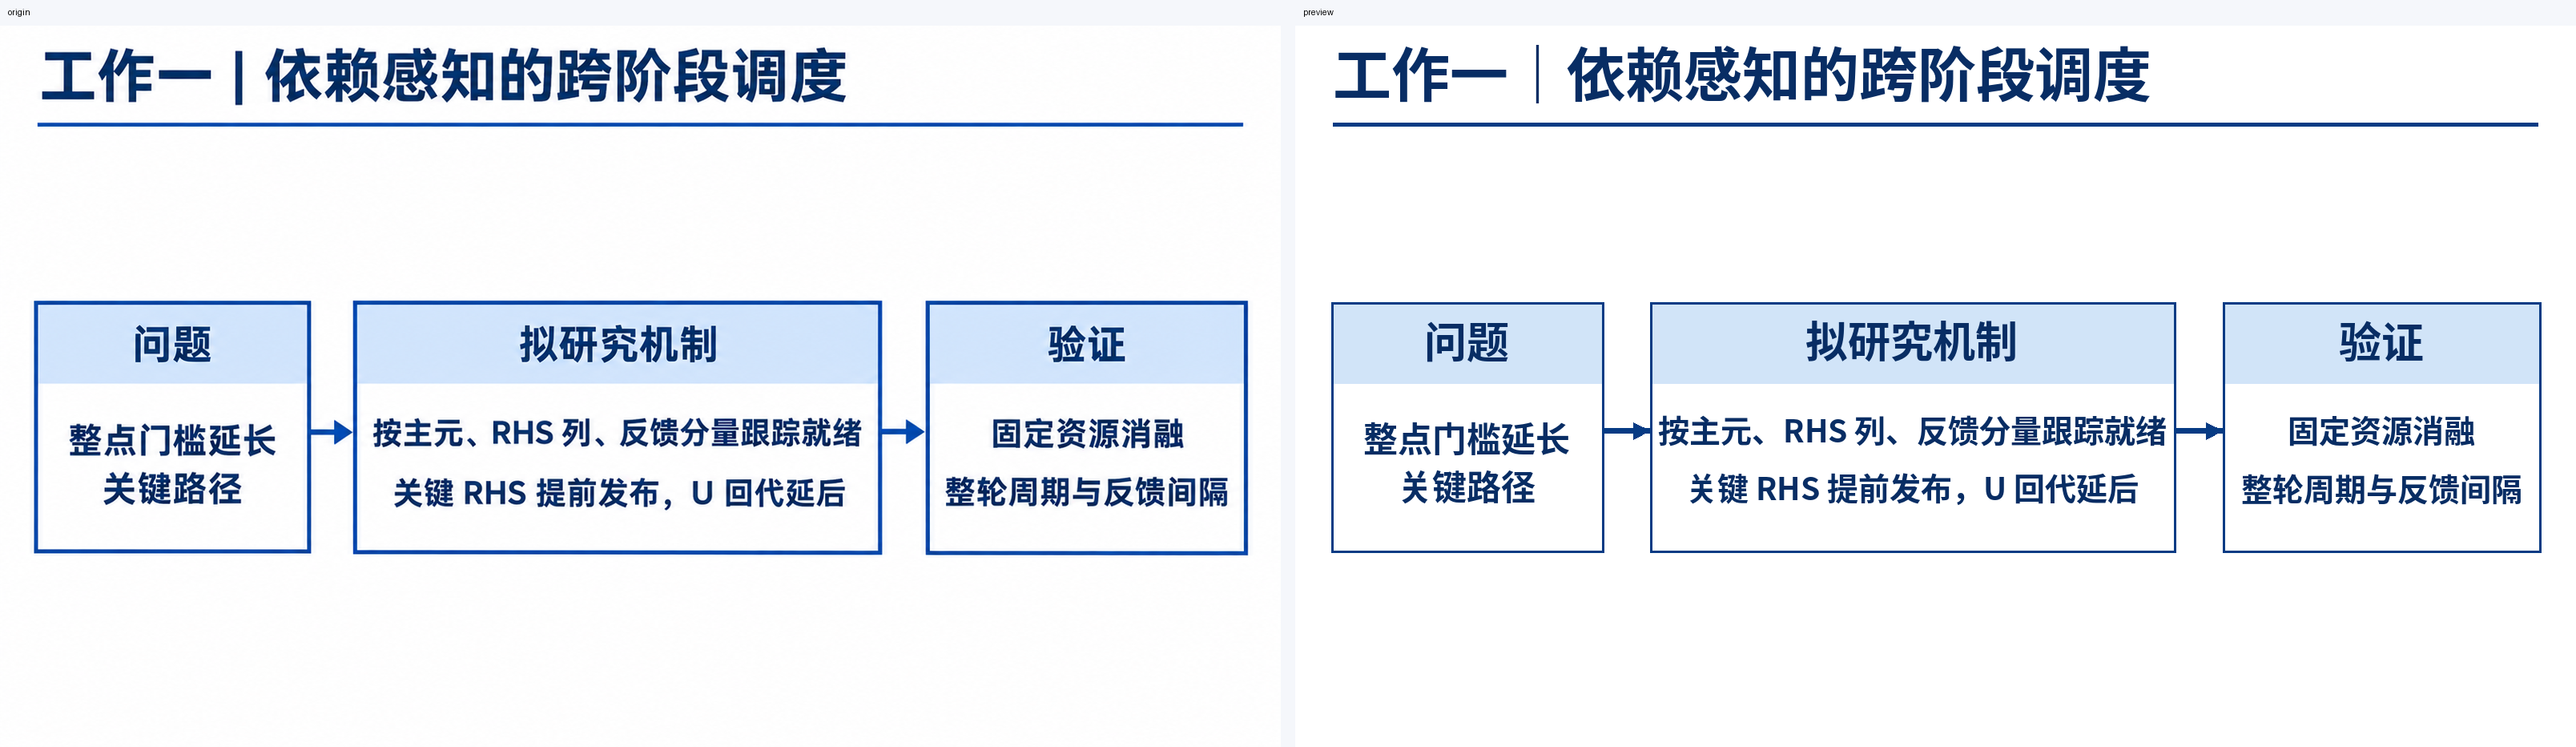 origin
工作一 | 依赖感知的跨阶段调度
问题
整点门槛延长
关键路径
拟研究机制
按主元、RHS 列、反馈分量跟踪就绪
关键 RHS 提前发布，U 回代延后
验证
固定资源消融
整轮周期与反馈间隔
preview
工作一｜依赖感知的跨阶段调度
问题
整点门槛延长
关键路径
拟研究机制
按主元、RHS 列、反馈分量跟踪就绪
关键 RHS 提前发布，U 回代延后
验证
固定资源消融
整轮周期与反馈间隔